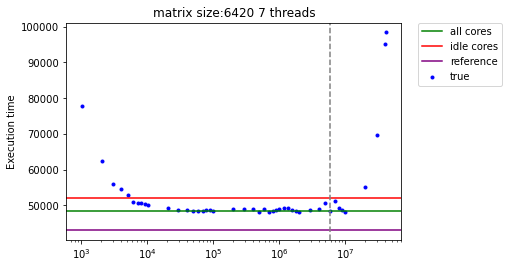 matrix size:6420 7 threads
Execution time
100000
90000
80000
70000
60000
50000
10³
10⁴
10⁵
10⁶
10⁷
all cores
idle cores
reference
true